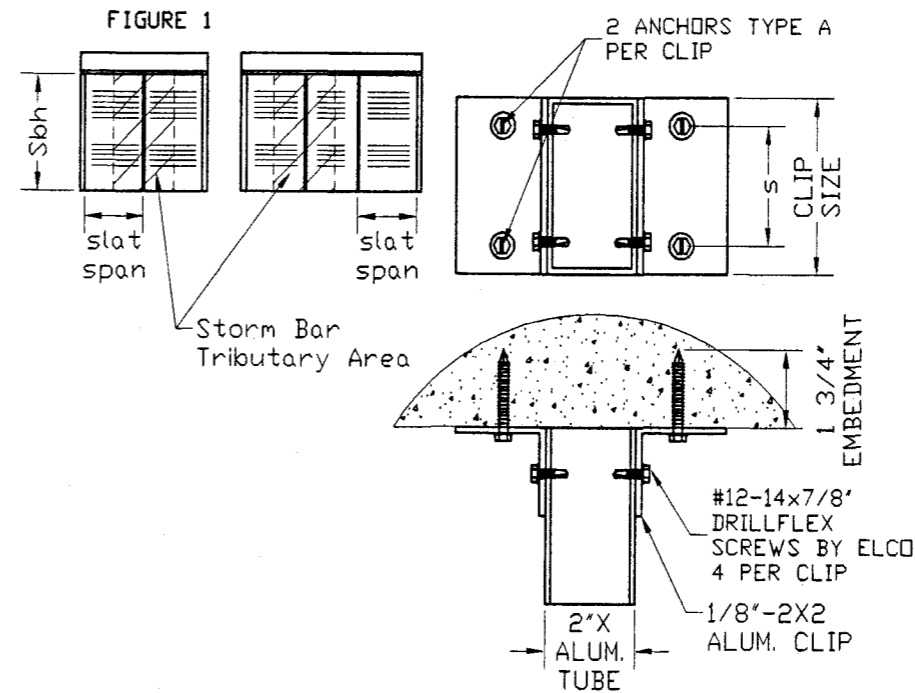 FIGURE 1
2 ANCHORS TYPE A
PER CLIP
Sbh
slat
span
slat
span
Storm Bar
Tributary Area
s
CLIP
SIZE
1 3/4"
EMBEDMENT
#12-14x7/8'
DRILLFLEX
SCREWS BY ELCO
4 PER CLIP
1/8"-2X2
ALUM. CLIP
2"X
ALUM.
TUBE